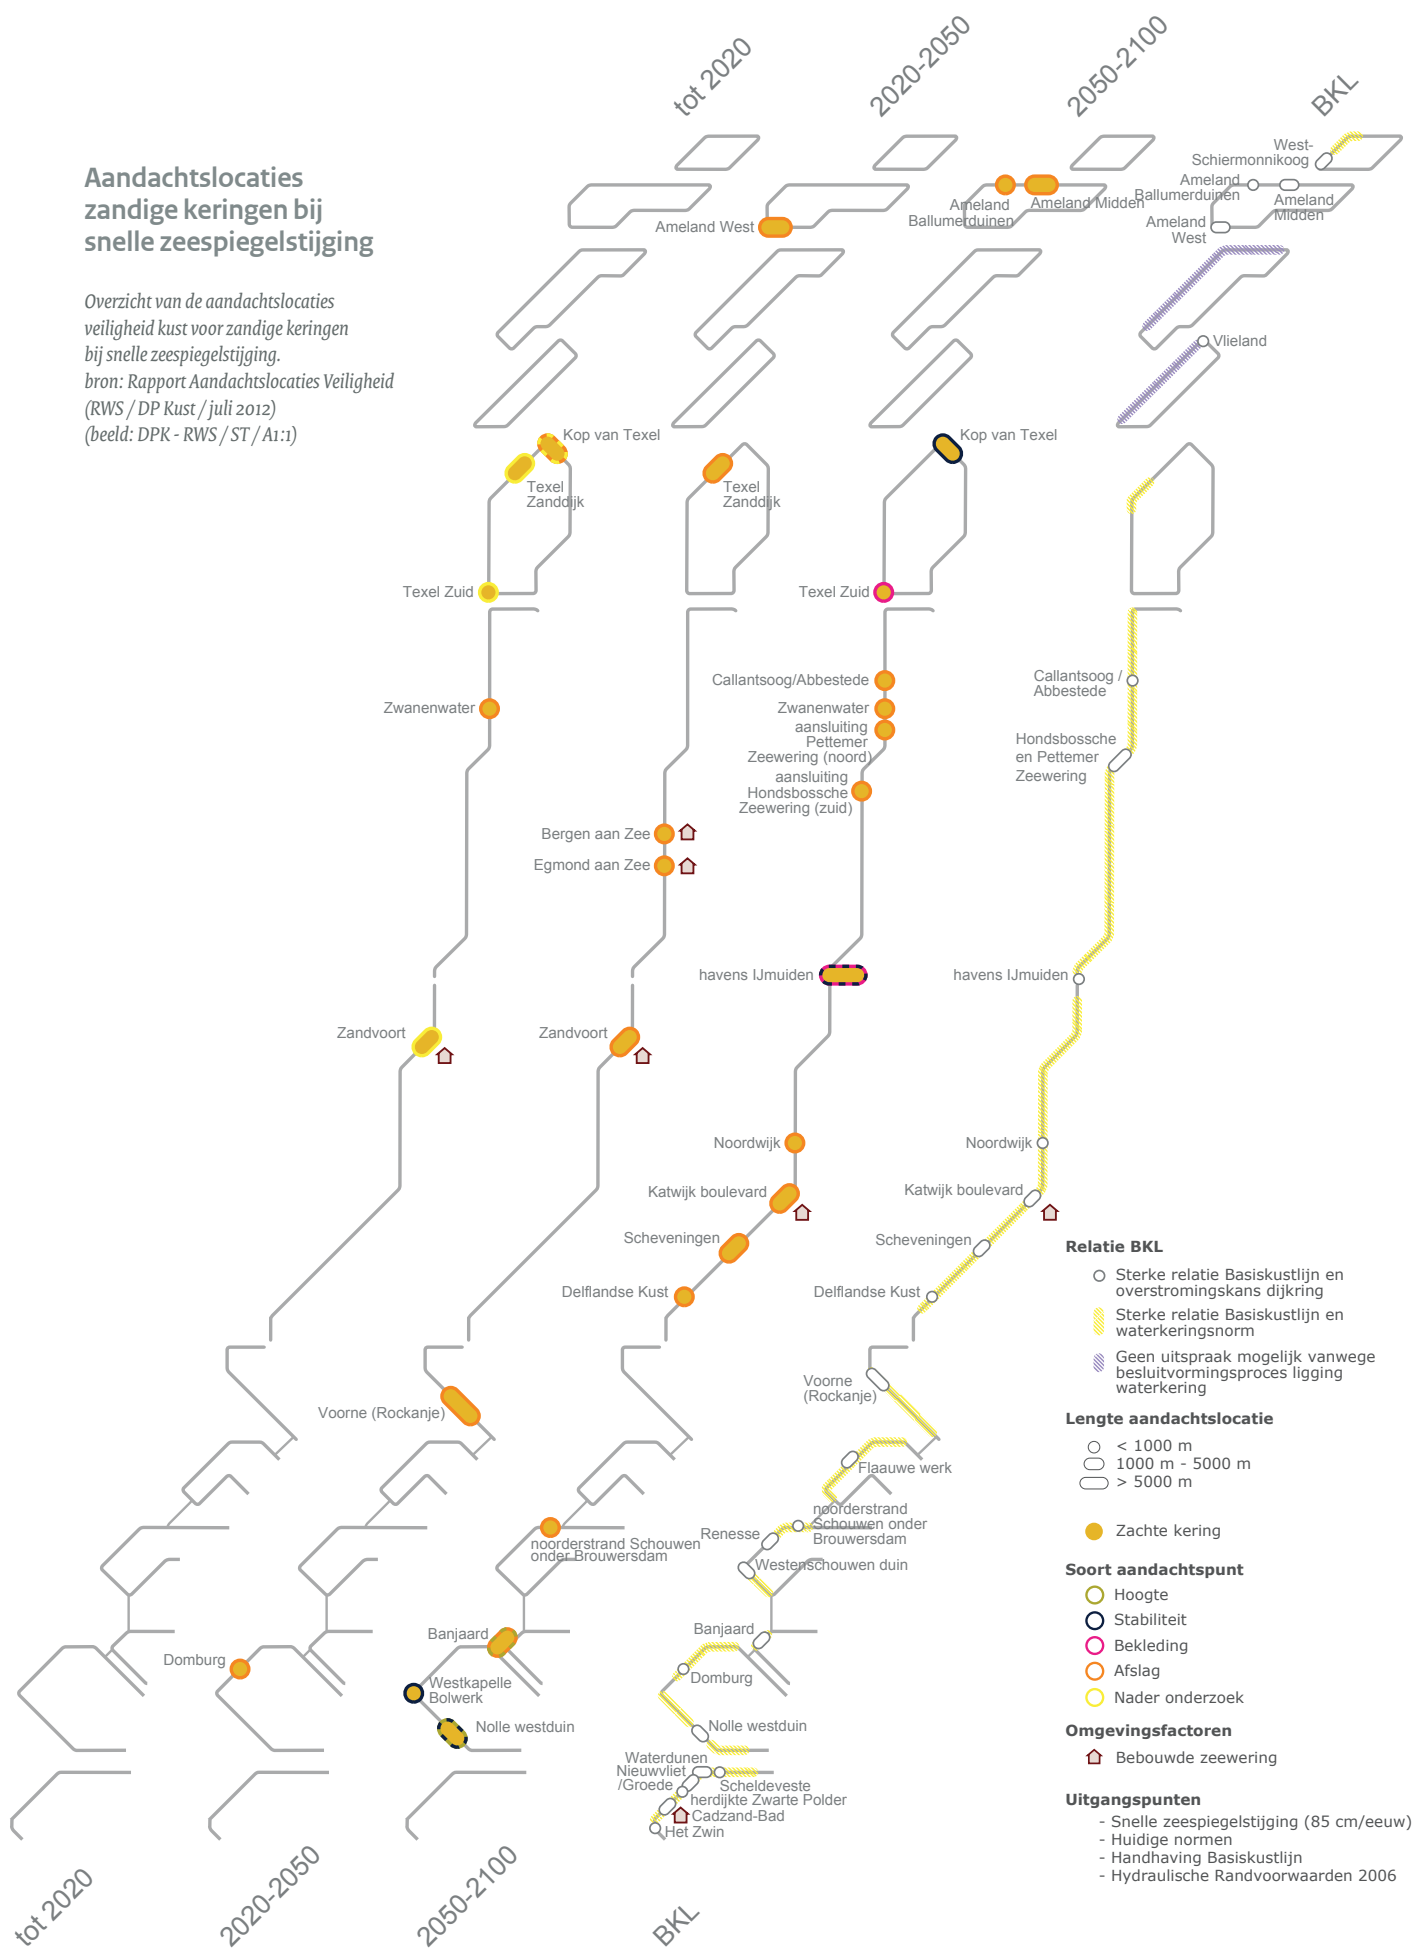 tot 2020
2020-2050
2050-2100
BKL
Aandachtslocaties
zandige keringen bij
snelle zeespiegelstijging
Overzicht van de aandachtslocaties
veiligheid kust voor zandige keringen
bij snelle zeespiegelstijging.
bron: Rapport Aandachtslocaties Veiligheid
(RWS / DP Kust / juli 2012)
(beeld: DPK - RWS / ST / A1:1)
West-
Schiermonnikoog
Ameland
Ballumerduinen
Ameland
Midden
Ameland
West
Ameland West
Ameland
Ballumerduinen
Ameland Midden
Vlieland
Kop van Texel
Texel
Zanddijk
Texel
Zanddijk
Kop van Texel
Texel Zuid
Texel Zuid
Zwanenwater
Callantsoog/Abbestede
Zwanenwater
aansluiting
Pettemer
Zeewering (noord)
aansluiting
Hondsbossche
Zeewering (zuid)
Callantsoog /
Abbestede
Hondsbossche
en Pettemer
Zeewering
Bergen aan Zee
Egmond aan Zee
havens IJmuiden
havens IJmuiden
Zandvoort
Zandvoort
Noordwijk
Noordwijk
Katwijk boulevard
Katwijk boulevard
Scheveningen
Scheveningen
Delflandse Kust
Delflandse Kust
Voorne (Rockanje)
Voorne
(Rockanje)
Flaauwe werk
noorderstrand Schouwen
onder Brouwersdam
noorderstrand
Schouwen onder
Brouwersdam
Renesse
Westenschouwen duin
Banjaard
Banjaard
Domburg
Domburg
Westkapelle
Bolwerk
Nolle westduin
Nolle westduin
Waterdunen
Nieuwvliet
/Groede
Scheldeveste
herdijkte Zwarte Polder
Cadzand-Bad
Het Zwin
Relatie BKL
Sterke relatie Basiskustlijn en
overstromingskans dijkring
Sterke relatie Basiskustlijn en
waterkeringsnorm
Geen uitspraak mogelijk vanwege
besluitvormingsproces ligging
waterkering
Lengte aandachtslocatie
< 1000 m
1000 m - 5000 m
> 5000 m
Zachte kering
Soort aandachtspunt
Hoogte
Stabiliteit
Bekleding
Afslag
Nader onderzoek
Omgevingsfactoren
Bebouwde zeewering
Uitgangspunten
- Snelle zeespiegelstijging (85 cm/eeuw)
- Huidige normen
- Handhaving Basiskustlijn
- Hydraulische Randvoorwaarden 2006
tot 2020
2020-2050
2050-2100
BKL